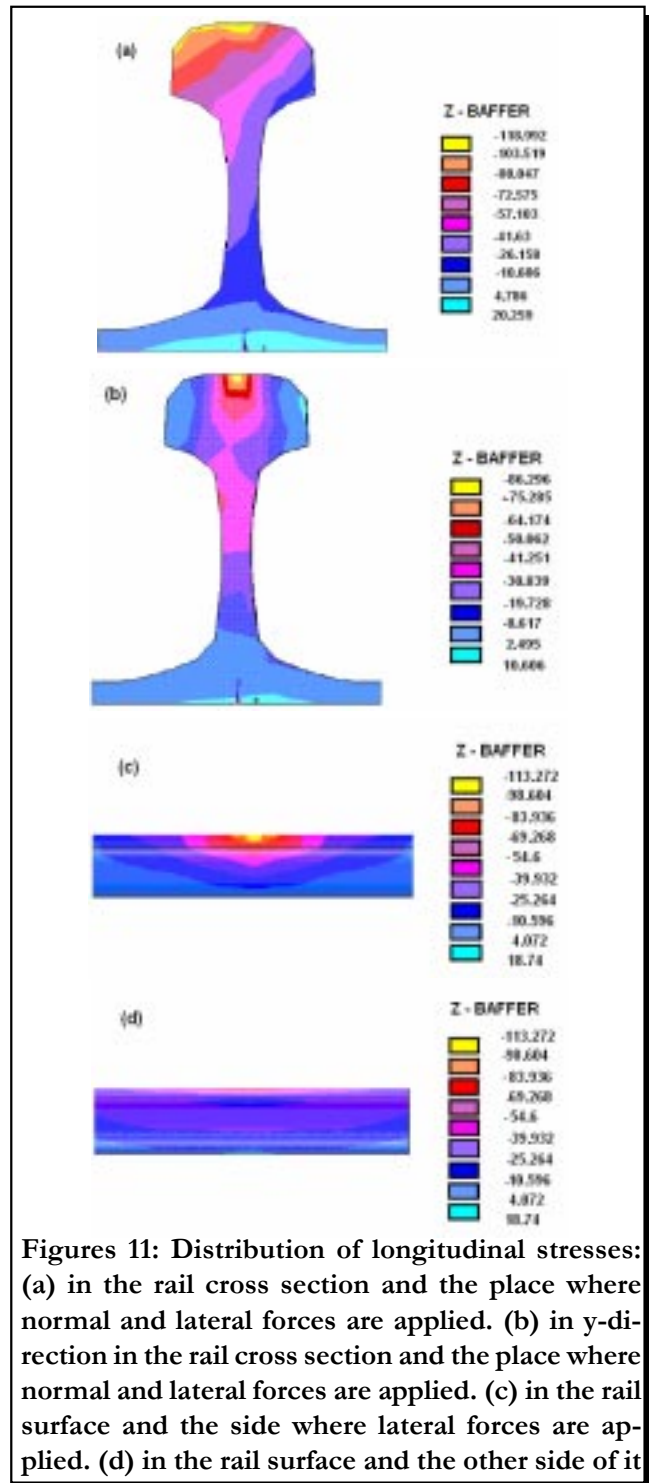 (a)
Z - BAFFER
-118.992
-103.519
-88.047
-72.575
-57.103
-41.63
-26.158
-10.686
4.786
20.259
(b)
Z - BAFFER
-86.296
-75.285
-64.174
-41.251
-30.839
-19.728
-8.617
2.495
(c)
Z - BAFFER
-113.272
-98.604
-83.936
-69.268
-54.6
-39.932
-25.264
-10.596
4.072
18.74
(d)
Z - BAFFER
-113.272
-98.604
-83.936
-69.268
-54.6
-39.932
-25.264
-10.596
4.072
18.74
Figures 11: Distribution of longitudinal stresses:
(a) in the rail cross section and the place where
normal and lateral forces are applied. (b) in y-di-
rection in the rail cross section and the place where
normal and lateral forces are applied. (c) in the rail
surface and the side where lateral forces are ap-
plied. (d) in the rail surface and the other side of it